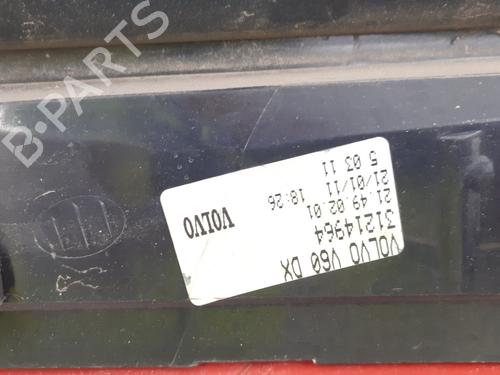 VOLVO V60 DX
31214964
21.49.02.01
21/01/11 18:26
5 03 11
VOLVO
B-PARTS